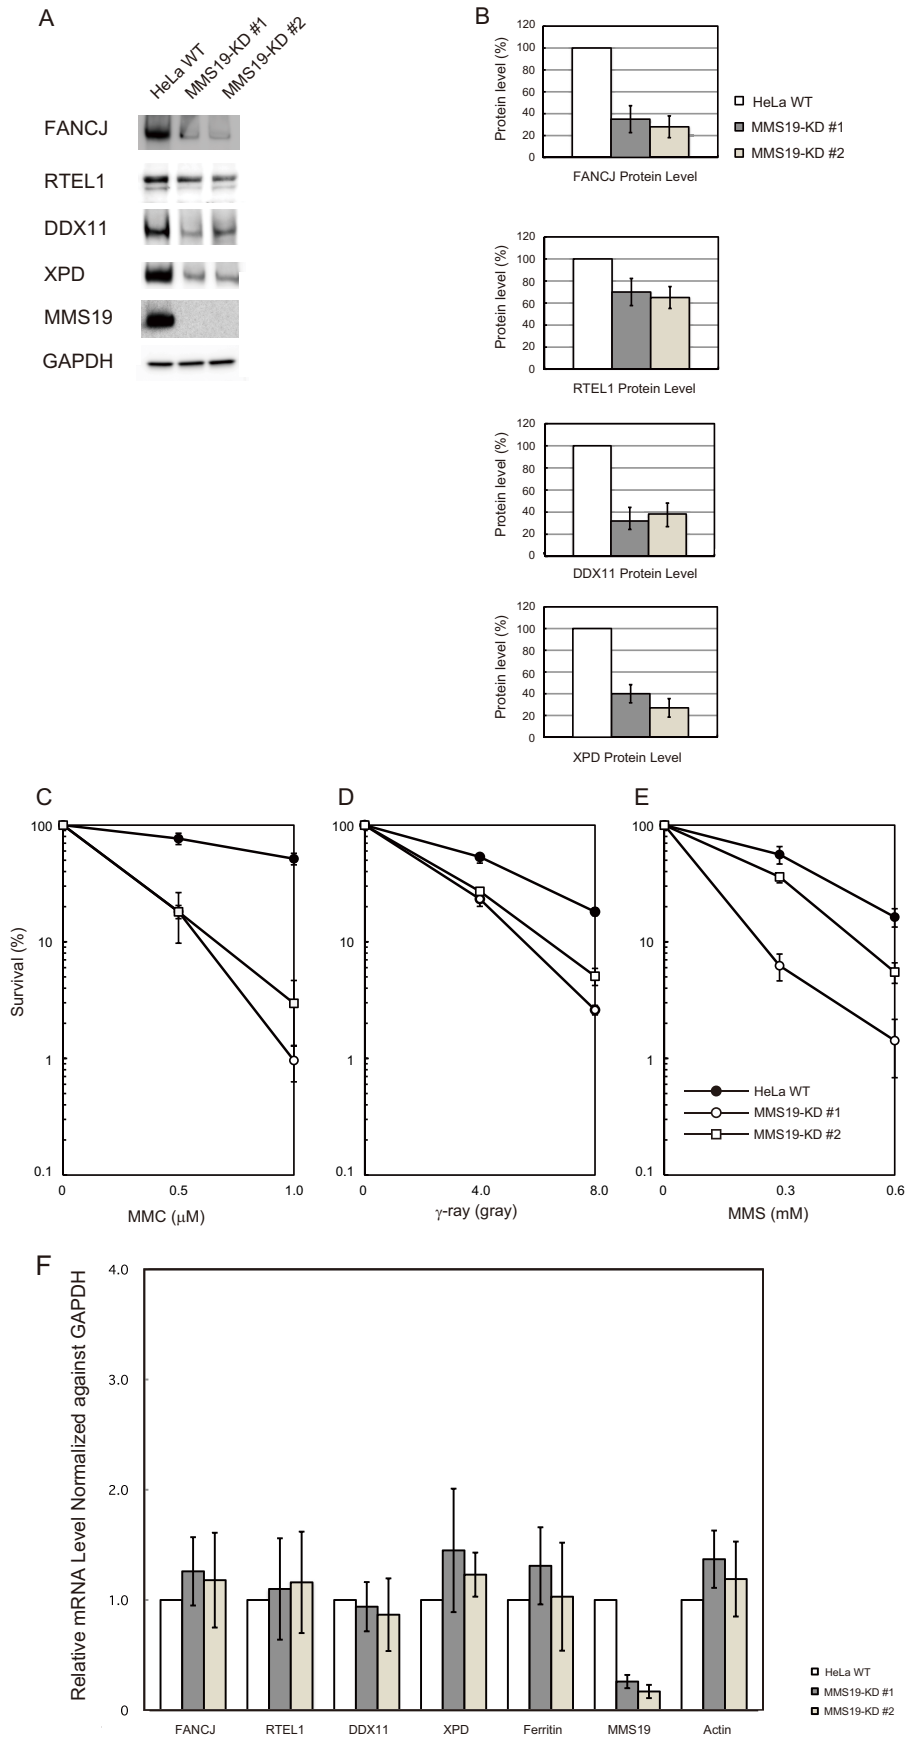 A
HeLa WT
MMS19-KD #1
MMS19-KD #2
FANCJ
RTEL1
DDX11
XPD
MMS19
GAPDH
B
Protein level (%)
120
100
80
60
40
20
0
FANCJ Protein Level
HeLa WT
MMS19-KD #1
MMS19-KD #2
Protein level (%)
120
100
80
60
40
20
0
RTEL1 Protein Level
Protein level (%)
120
100
80
60
40
20
0
DDX11 Protein Level
Protein level (%)
120
100
80
60
40
20
0
XPD Protein Level
C
Survival (%)
100
10
1
0.1
0 0.5 1.0
MMC (μM)
D
100
10
1
0.1
0 4.0 8.0
γ-ray (gray)
E
100
10
1
0.1
0 0.3 0.6
MMS (mM)
HeLa WT
MMS19-KD #1
MMS19-KD #2
F
Relative mRNA Level Normalized against GAPDH
4.0
3.0
2.0
1.0
0
FANCJ RTEL1 DDX11 XPD Ferritin MMS19 Actin
HeLa WT
MMS19-KD #1
MMS19-KD #2